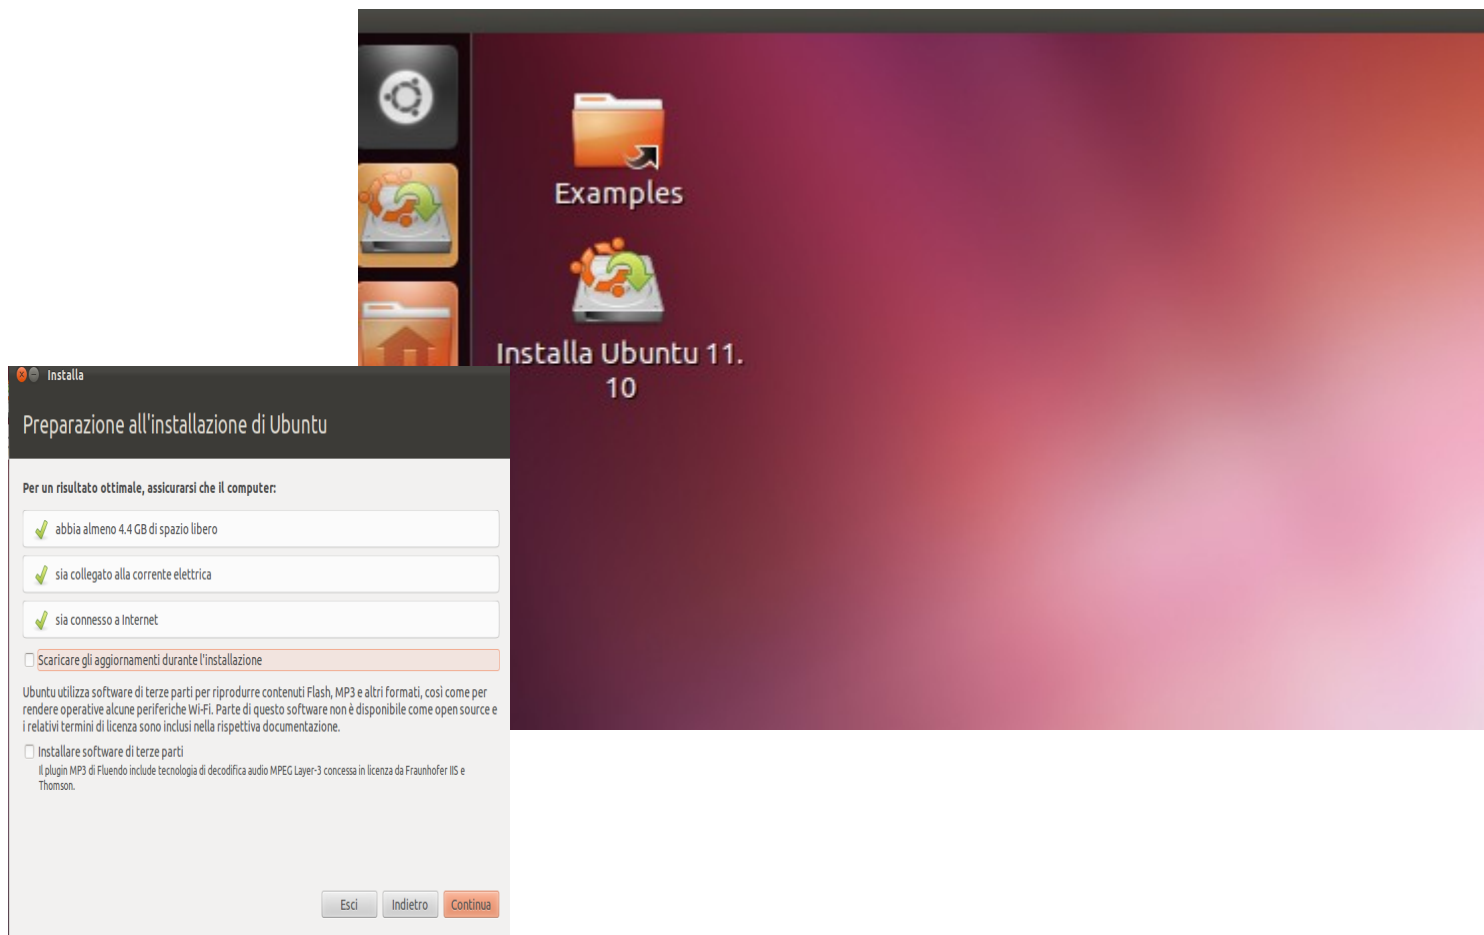 Examples
Installa Ubuntu 11.
10
Installa
Preparazione all'installazione di Ubuntu
Per un risultato ottimale, assicurarsi che il computer:
abbia almeno 4.4 GB di spazio libero
sia collegato alla corrente elettrica
sia connesso a Internet
Scaricare gli aggiornamenti durante l'installazione
Ubuntu utilizza software di terze parti per riprodurre contenuti Flash, MP3 e altri formati, così come per
rendere operative alcune periferiche Wi-Fi. Parte di questo software non è disponibile come open source e
i relativi termini di licenza sono inclusi nella rispettiva documentazione.
Installare software di terze parti
Il plugin MP3 di Fluendo include tecnologia di decodifica audio MPEG Layer-3 concessa in licenza da Fraunhofer IIS e
Thomson.
Esci Indietro Continua